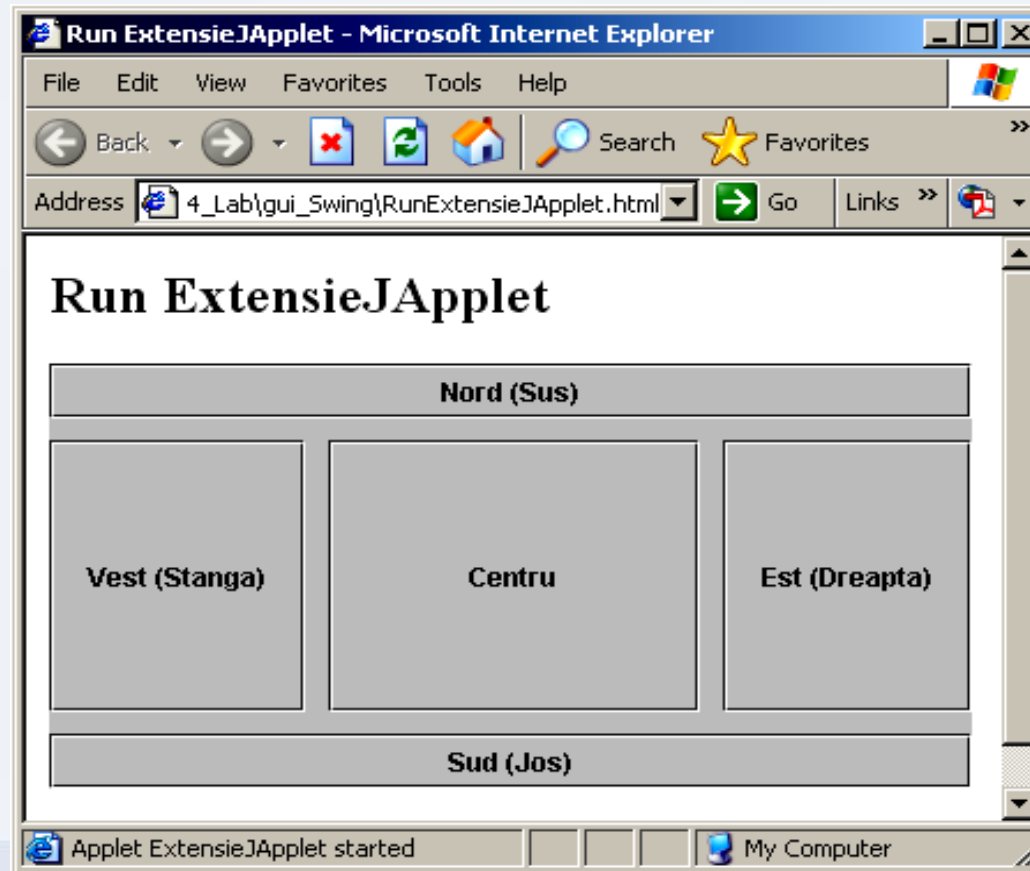 Run ExtensieJApplet - Microsoft Internet Explorer
File Edit View Favorites Tools Help
Back Search Favorites »
Address 4_Lab\gui_Swing\RunExtensieJApplet.html Go Links »
Run ExtensieJApplet
Nord (Sus)
Vest (Stanga) Centru Est (Dreapta)
Sud (Jos)
Applet ExtensieJApplet started My Computer